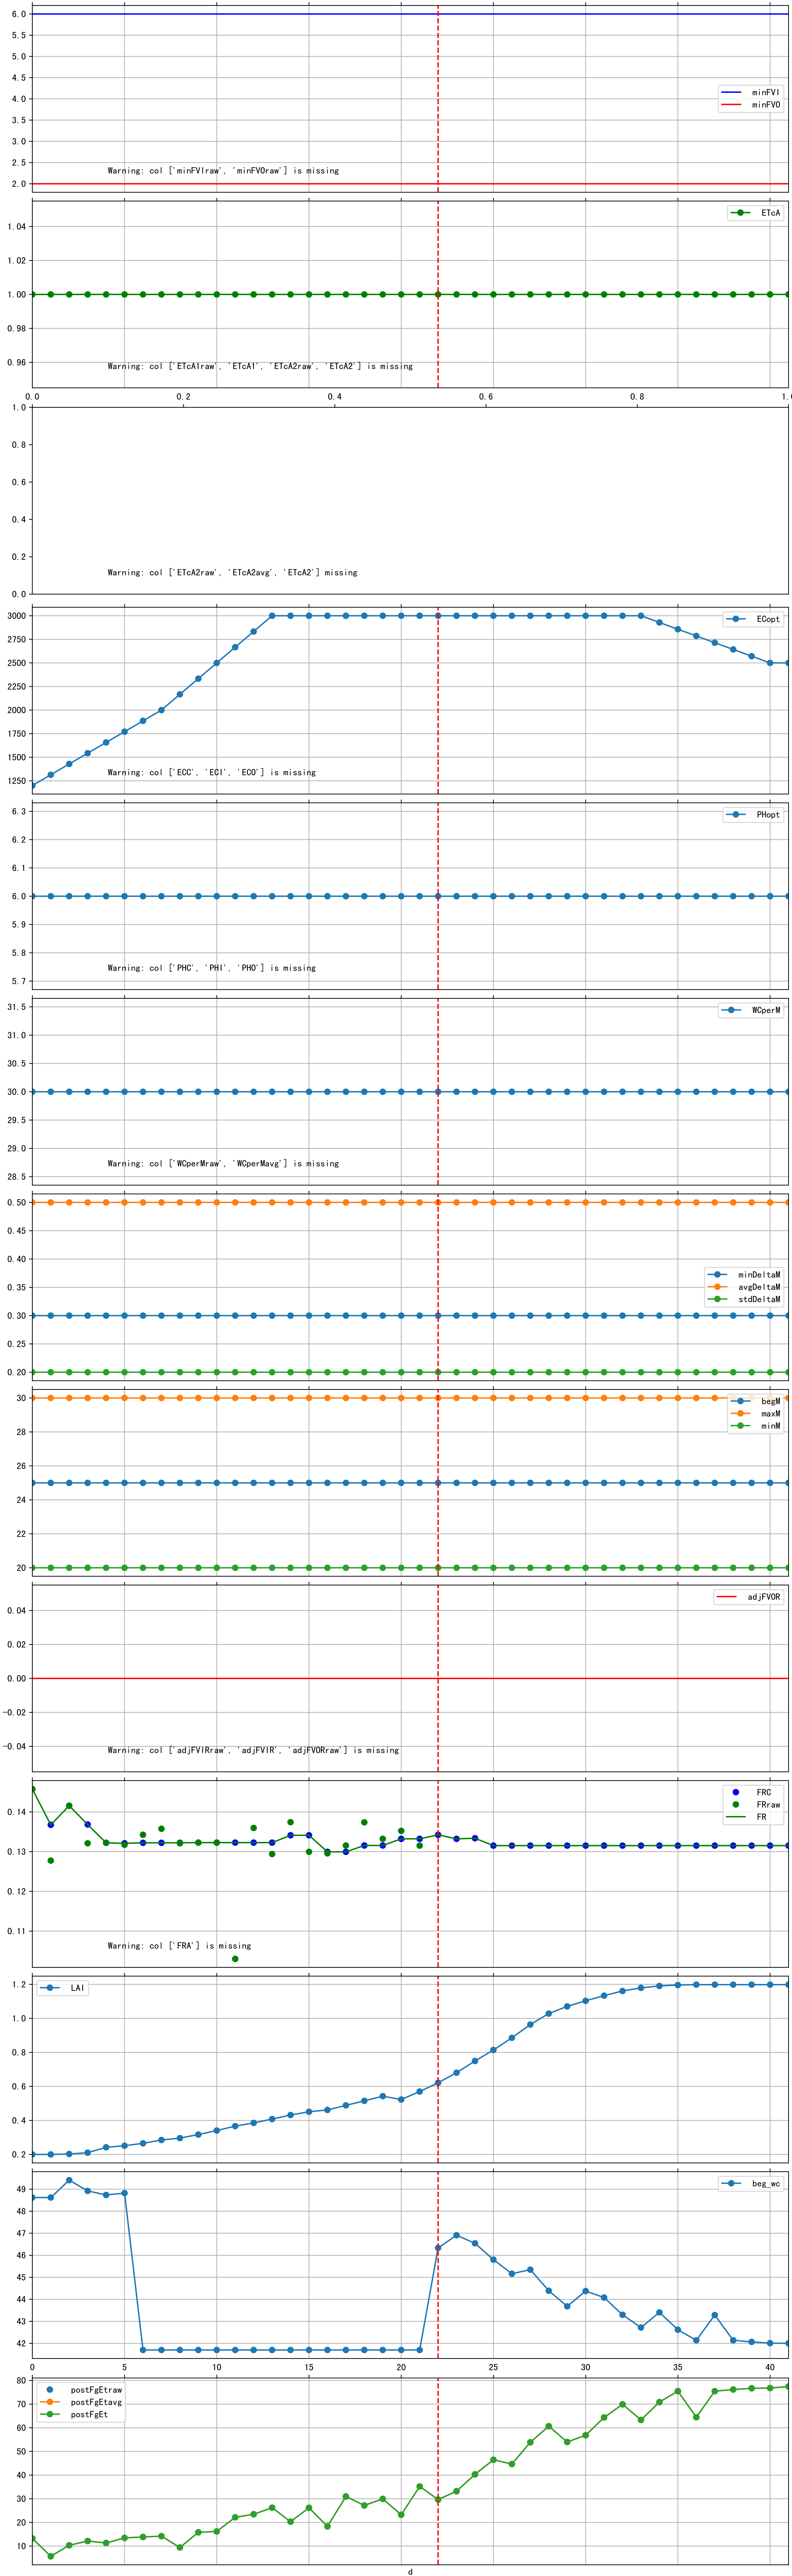 6.0
5.5
5.0
4.5
4.0
3.5
3.0
2.5
2.0
minFVI
minFVO
Warning: col ['minFVIraw', 'minFVOraw'] is missing
1.04
1.02
1.00
0.98
0.96
ETcA
Warning: col ['ETcA1raw', 'ETcA1', 'ETcA2raw', 'ETcA2'] is missing
0.0 0.2 0.4 0.6 0.8 1.0
1.0
0.8
0.6
0.4
0.2
0.0
Warning: col ['ETcA2raw', 'ETcA2avg', 'ETcA2'] missing
3000
2750
2500
2250
2000
1750
1500
1250
ECopt
Warning: col ['ECC', 'ECI', 'ECO'] is missing
6.3
6.2
6.1
6.0
5.9
5.8
5.7
PHopt
Warning: col ['PHC', 'PHI', 'PHO'] is missing
31.5
31.0
30.5
30.0
29.5
29.0
28.5
WCperM
Warning: col ['WCperMraw', 'WCperMavg'] is missing
0.50
0.45
0.40
0.35
0.30
0.25
0.20
minDeltaM
avgDeltaM
stdDeltaM
30
28
26
24
22
20
begM
maxM
minM
0.04
0.02
0.00
-0.02
-0.04
adjFVOR
Warning: col ['adjFVIRraw', 'adjFVIR', 'adjFVORraw'] is missing
0.14
0.13
0.12
0.11
FRC
FRraw
FR
Warning: col ['FRA'] is missing
1.2
1.0
0.8
0.6
0.4
0.2
LAI
49
48
47
46
45
44
43
42
beg_wc
0 5 10 15 20 25 30 35 40
80
70
60
50
40
30
20
10
postFgEtraw
postFgEtavg
postFgEt
d